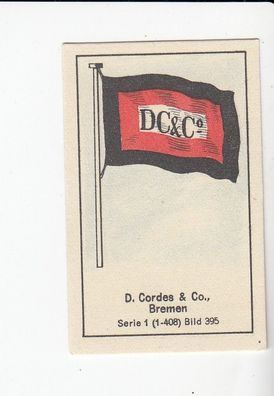 DC&Cº
D. Cordes & Co.,
Bremen
Serie 1 (1-408) Bild 395